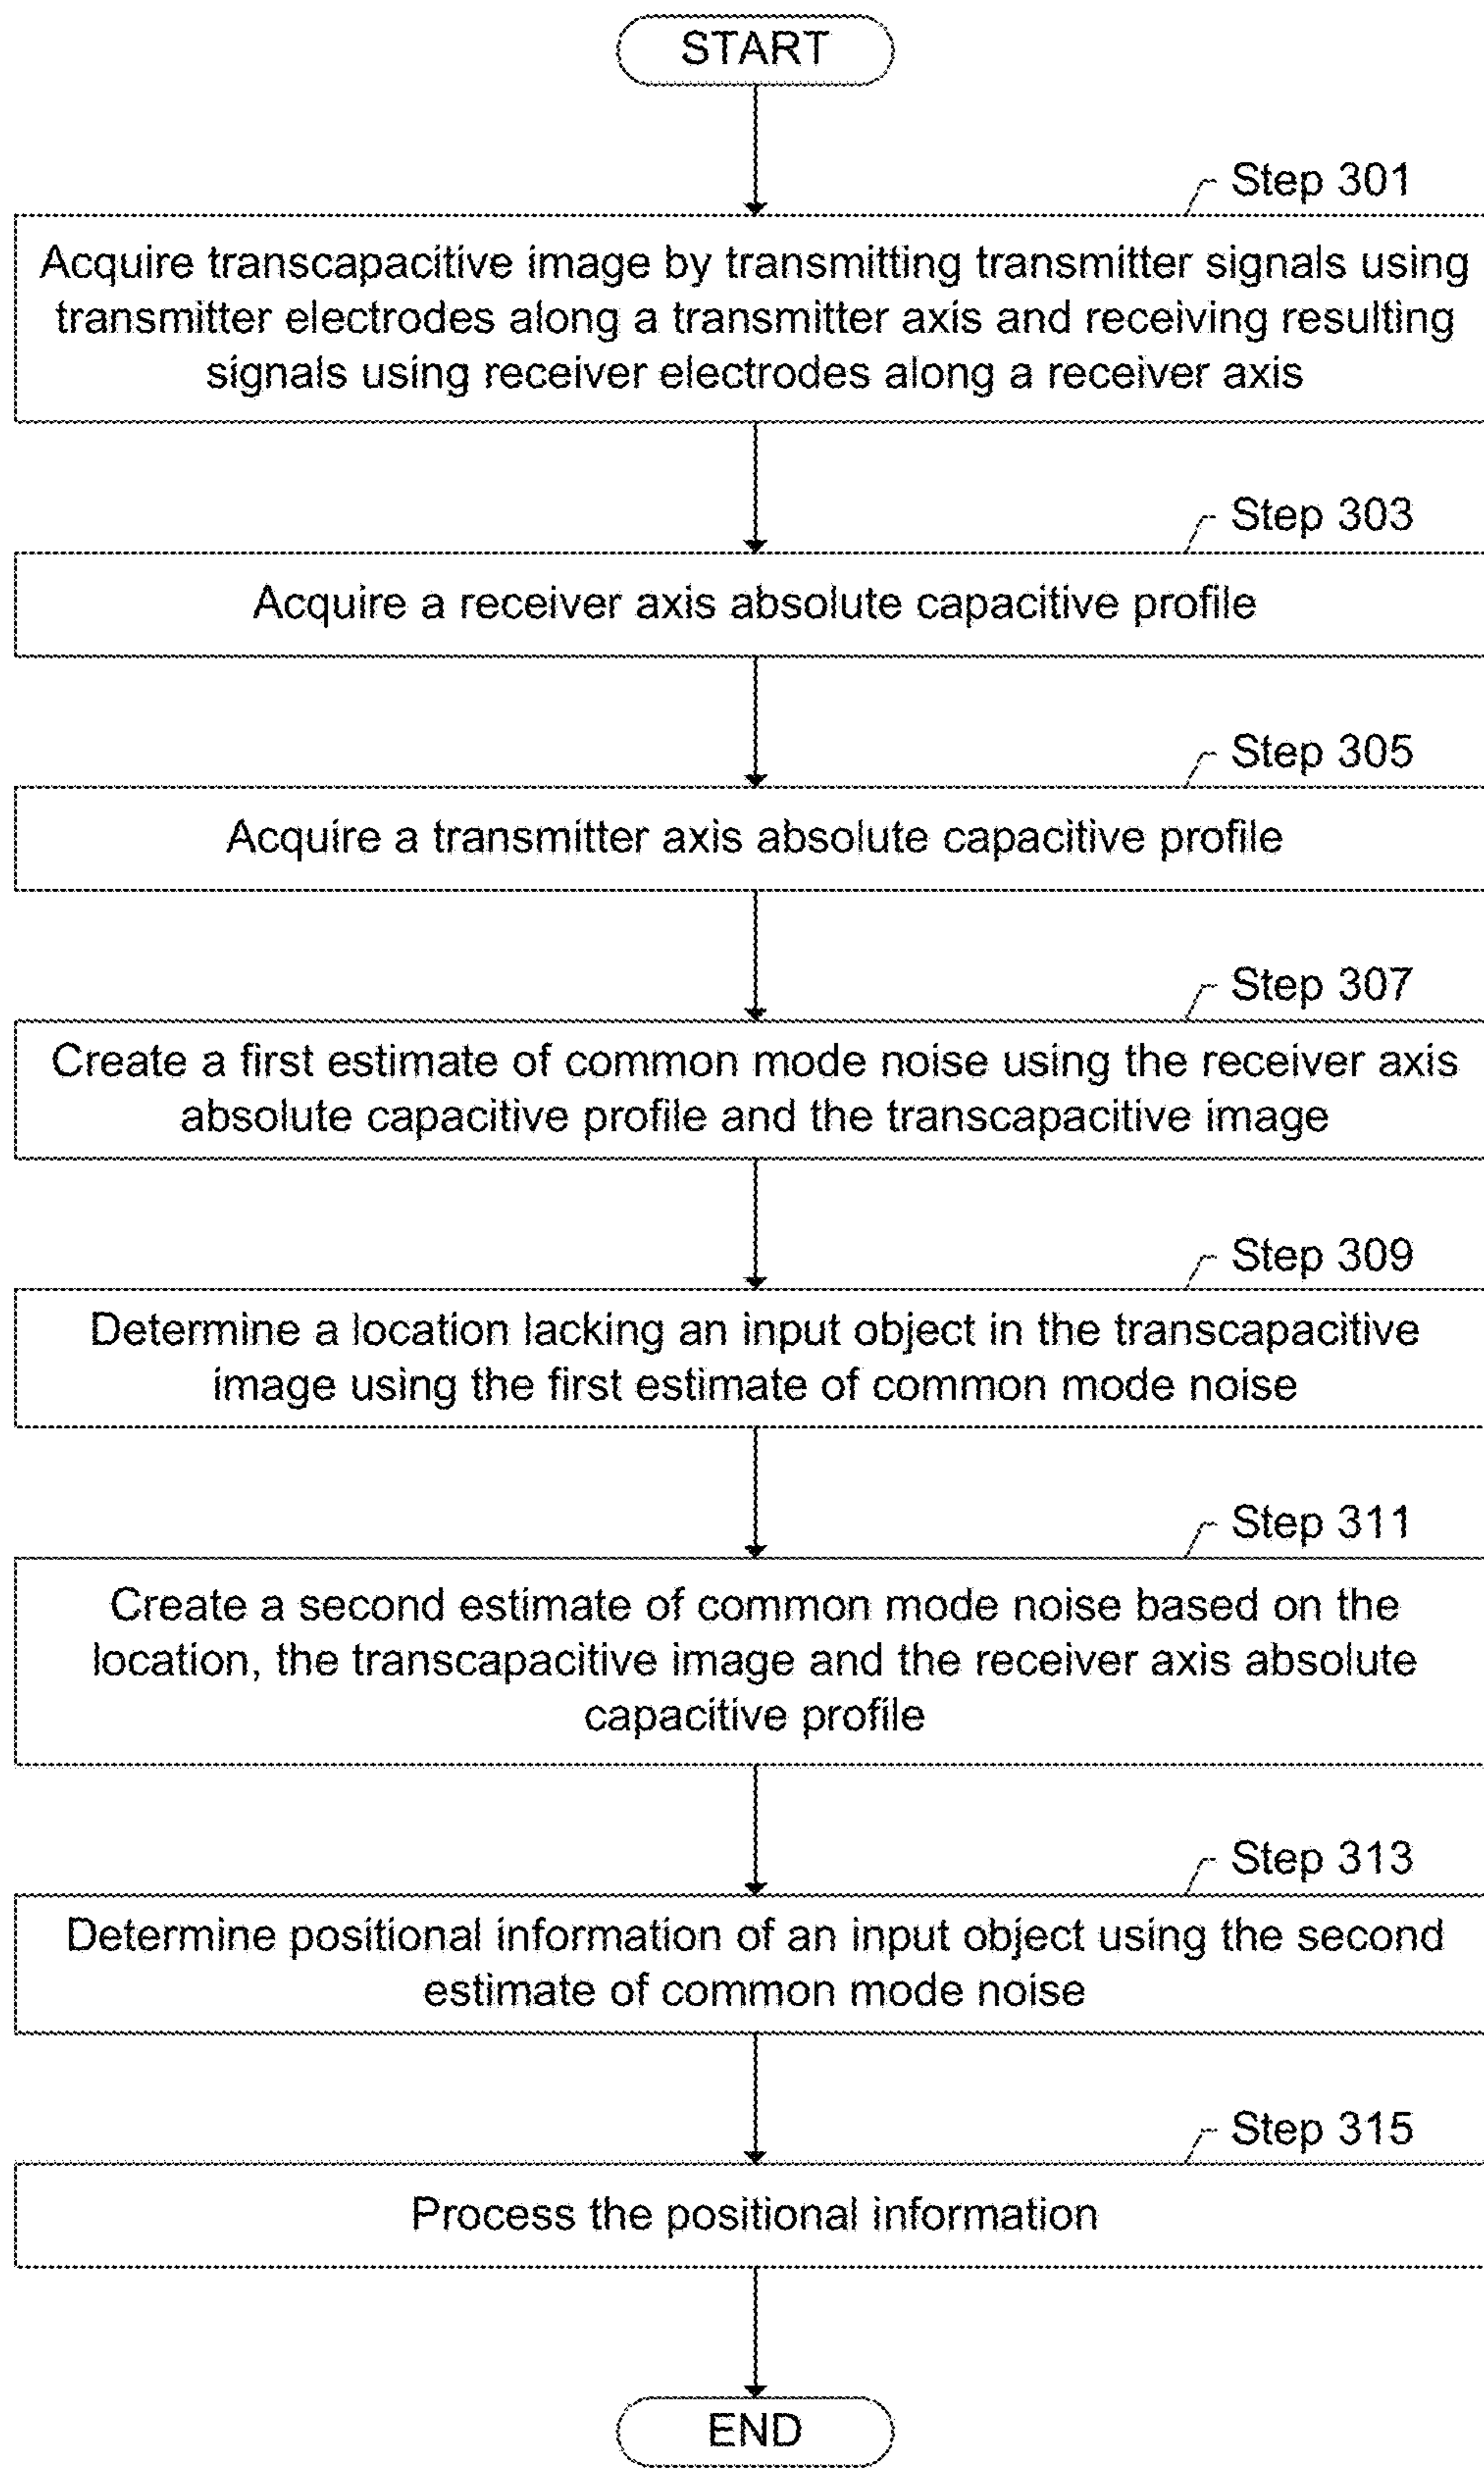 START
Step 301
Acquire transcapacitive image by transmitting transmitter signals using
transmitter electrodes along a transmitter axis and receiving resulting
signals using receiver electrodes along a receiver axis
Step 303
Acquire a receiver axis absolute capacitive profile
Step 305
Acquire a transmitter axis absolute capacitive profile
Step 307
Create a first estimate of common mode noise using the receiver axis
absolute capacitive profile and the transcapacitive image
Step 309
Determine a location lacking an input object in the transcapacitive
image using the first estimate of common mode noise
Step 311
Create a second estimate of common mode noise based on the
location, the transcapacitive image and the receiver axis absolute
capacitive profile
Step 313
Determine positional information of an input object using the second
estimate of common mode noise
Step 315
Process the positional information
END